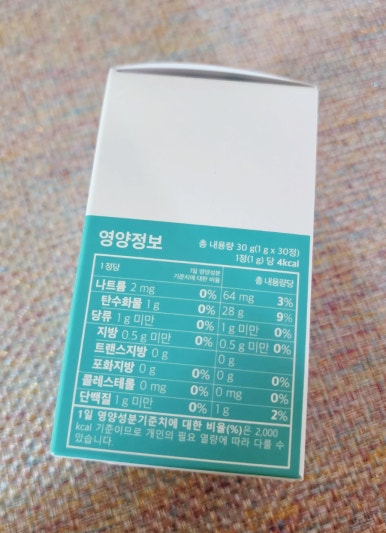 영양정보
총 내용량 30 g(1 g x 30정)
1정(1 g) 당 4kcal
1정당 1일 영양성분 기준치에 대한 비율 총 내용량당
나트륨 2 mg 0% 64 mg 3%
탄수화물 1 g 0% 28 g 9%
당류 1 g 미만 0% 1 g 미만 0%
지방 0.5 g 미만 0% 0.5 g 미만 0%
트랜스지방 0 g 0 g
포화지방 0 g 0% 0 g 0%
콜레스테롤 0 mg 0% 0 mg 0%
단백질 1 g 미만 0% 1 g 2%
1일 영양성분기준치에 대한 비율(%)은 2,000
kcal 기준이므로 개인의 필요 열량에 따라 다를 수
있습니다